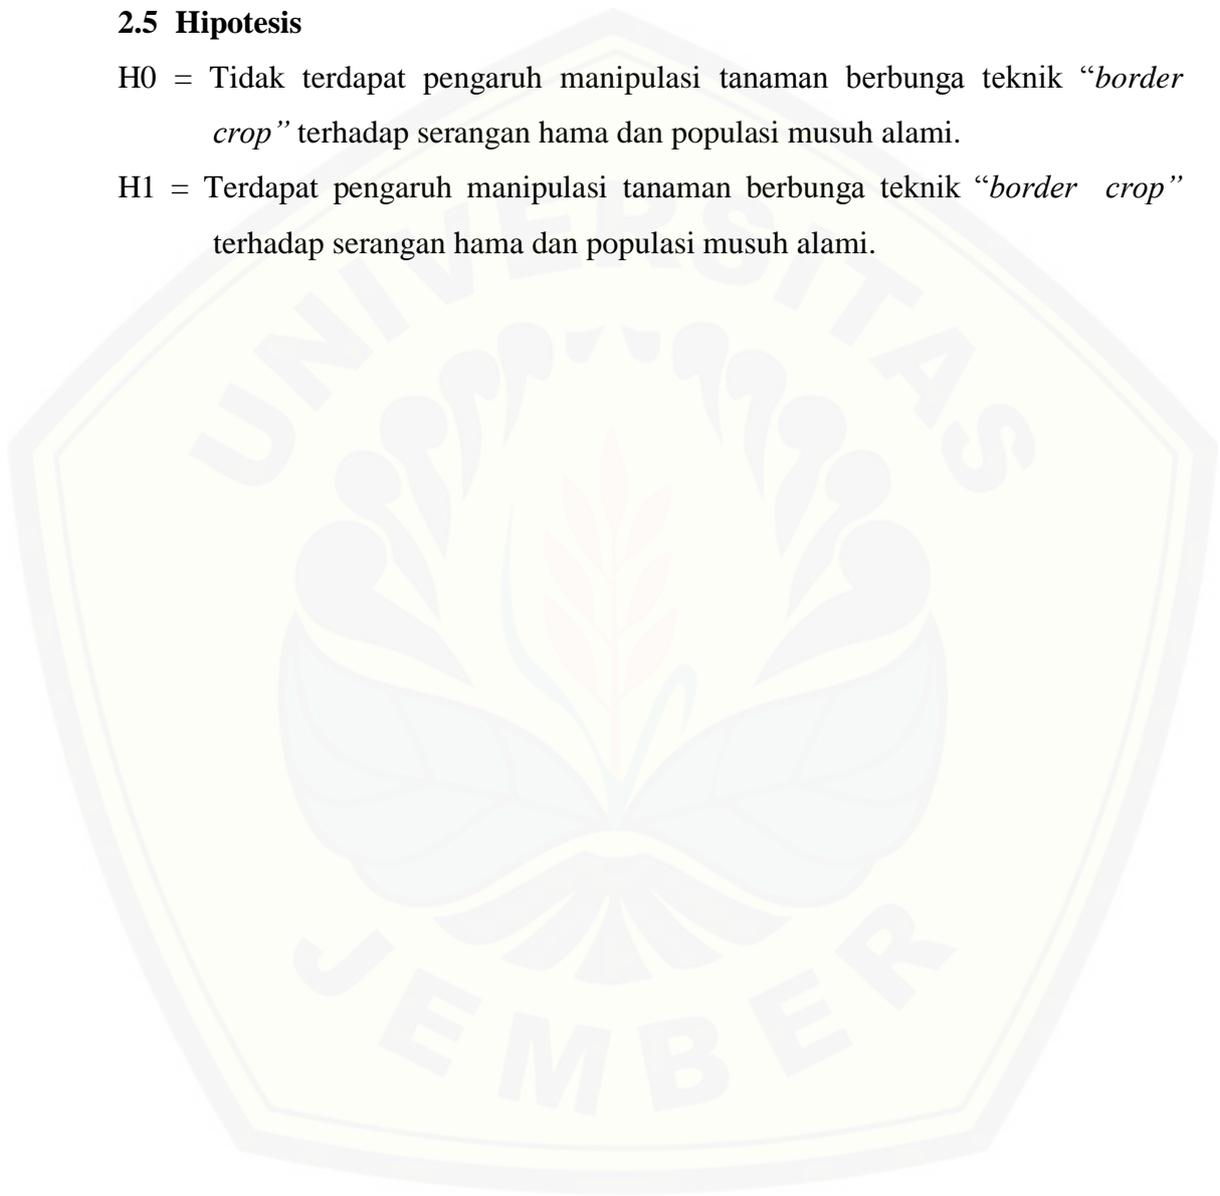 2.5 Hipotesis
H0 = Tidak terdapat pengaruh manipulasi tanaman berbunga teknik “border
crop” terhadap serangan hama dan populasi musuh alami.
H1 = Terdapat pengaruh manipulasi tanaman berbunga teknik “border crop”
terhadap serangan hama dan populasi musuh alami.
UNIVERSITAS
JEMBER